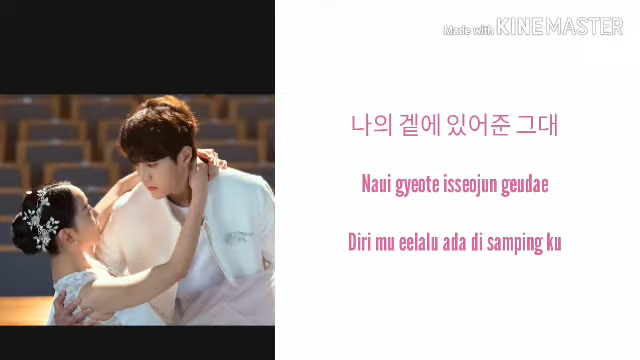 Made with KINEMASTER
나의 곁에 있어준 그대
Naui gyeote isseojun geudae
Diri mu eelalu ada di samping ku